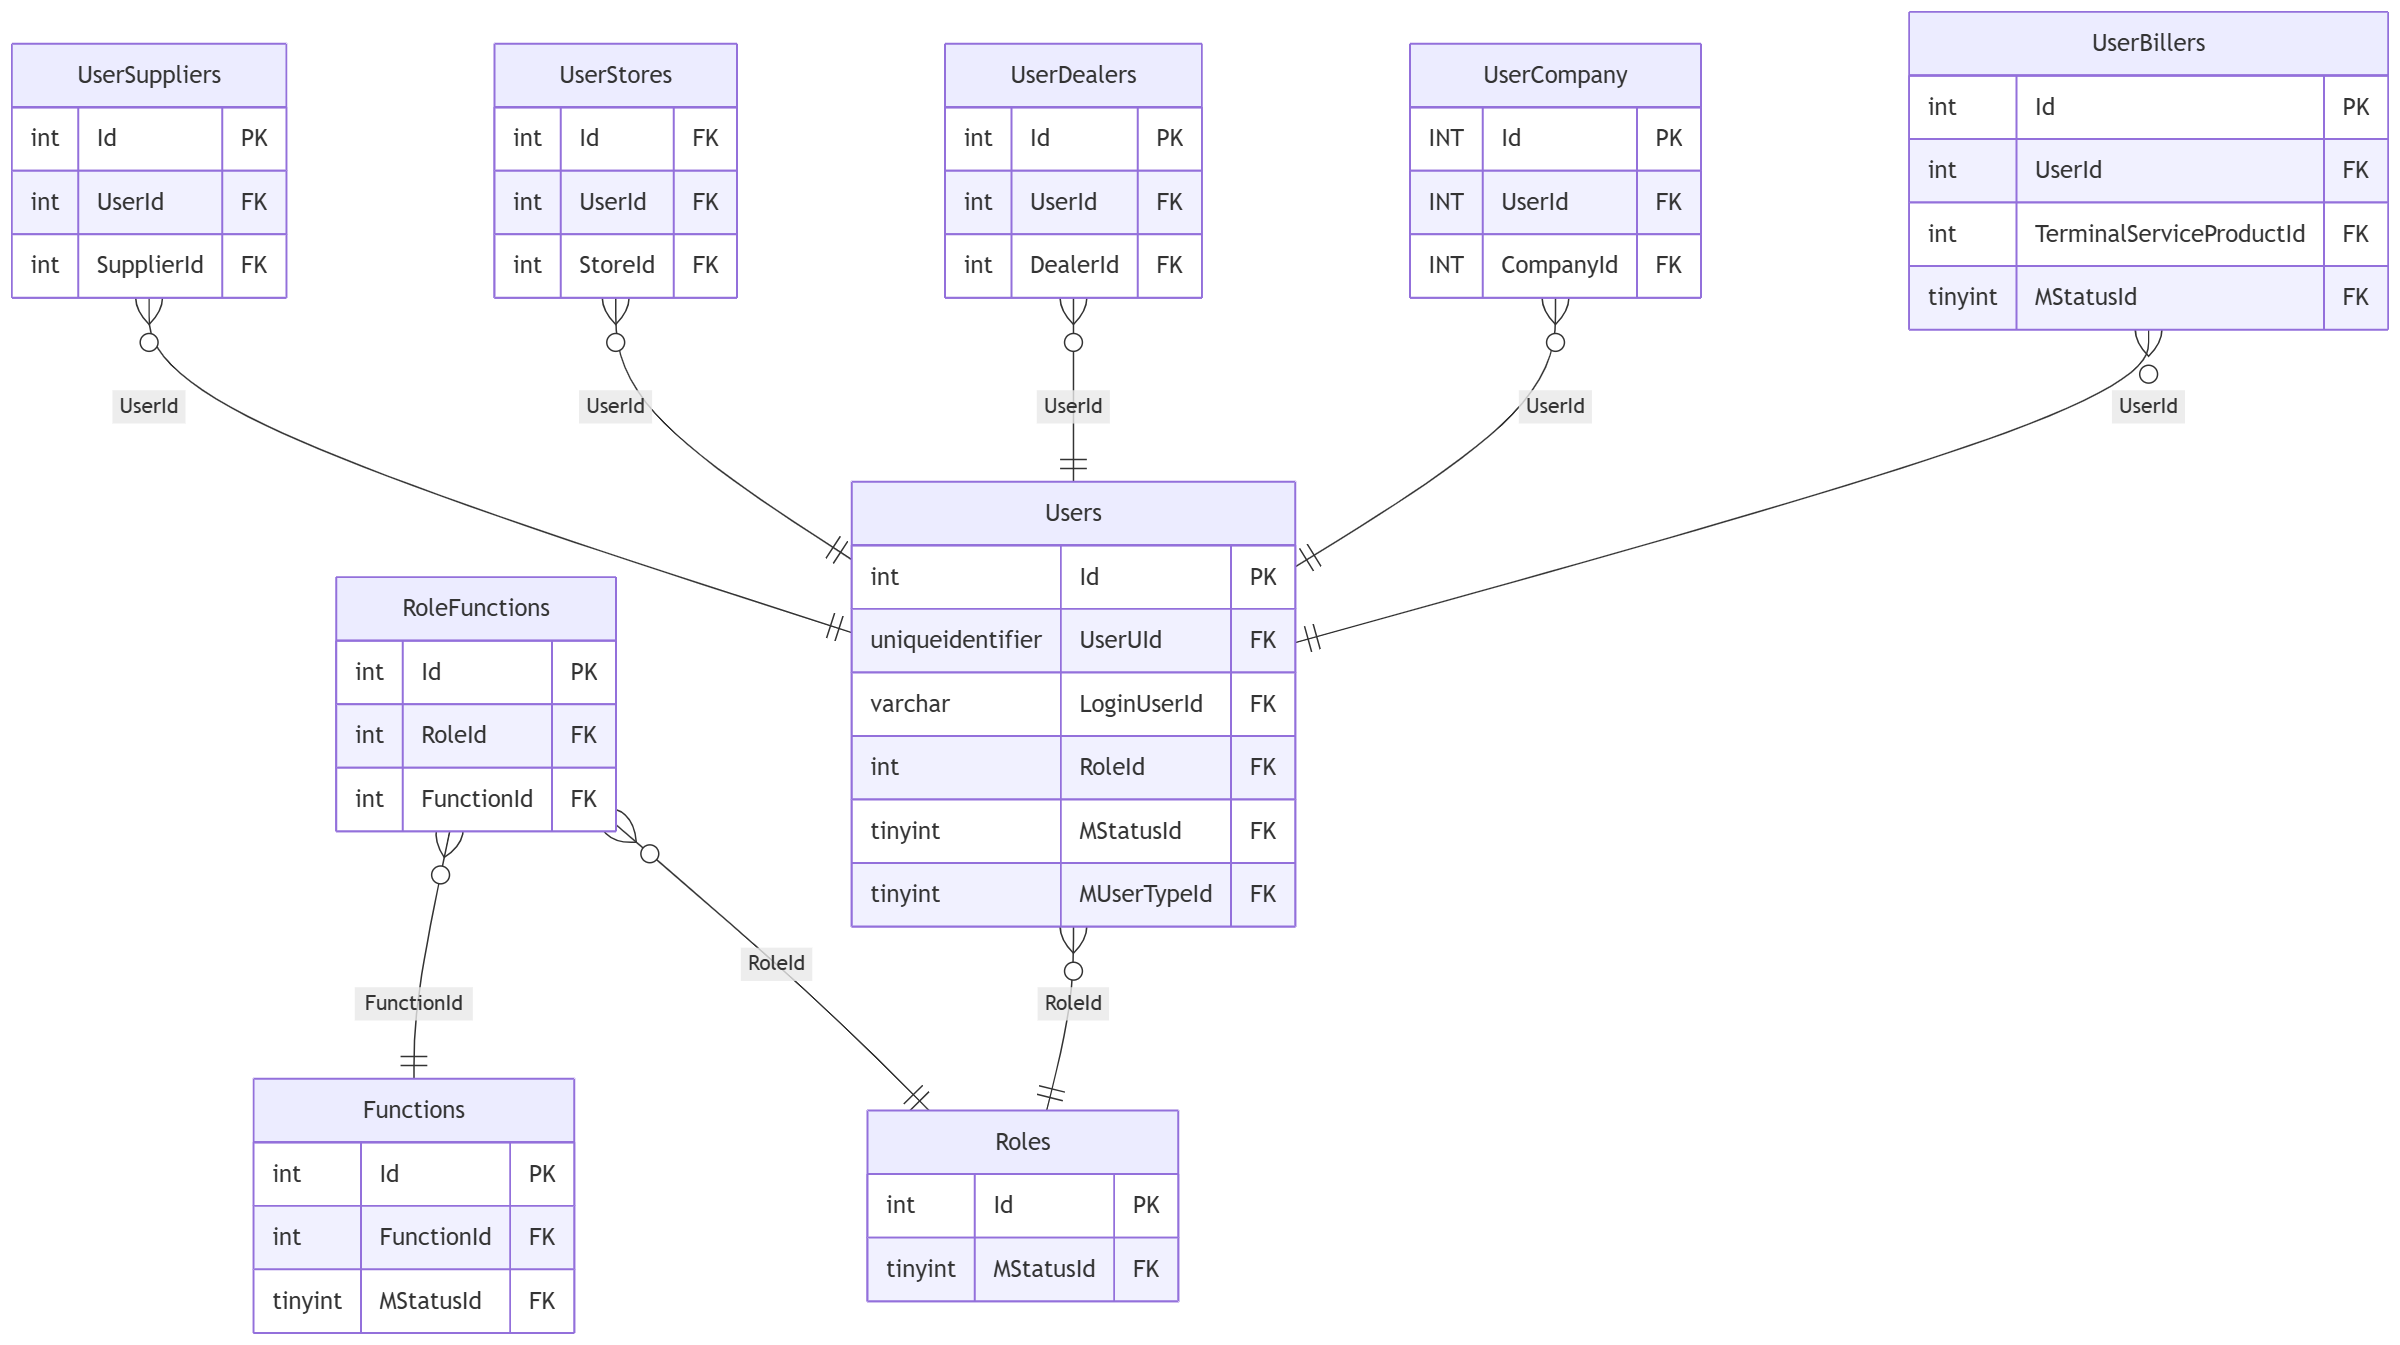 UserSuppliers
int Id PK
int UserId FK
int SupplierId FK
UserStores
int Id FK
int UserId FK
int StoreId FK
UserDealers
int Id PK
int UserId FK
int DealerId FK
UserCompany
INT Id PK
INT UserId FK
INT CompanyId FK
UserBillers
int Id PK
int UserId FK
int TerminalServiceProductId FK
tinyint MStatusId FK
UserId
UserId
UserId
UserId
UserId
Users
int Id PK
uniqueidentifier UserUId FK
varchar LoginUserId FK
int RoleId FK
tinyint MStatusId FK
tinyint MUserTypeId FK
RoleFunctions
int Id PK
int RoleId FK
int FunctionId FK
RoleId
FunctionId
RoleId
Functions
int Id PK
int FunctionId FK
tinyint MStatusId FK
Roles
int Id PK
tinyint MStatusId FK